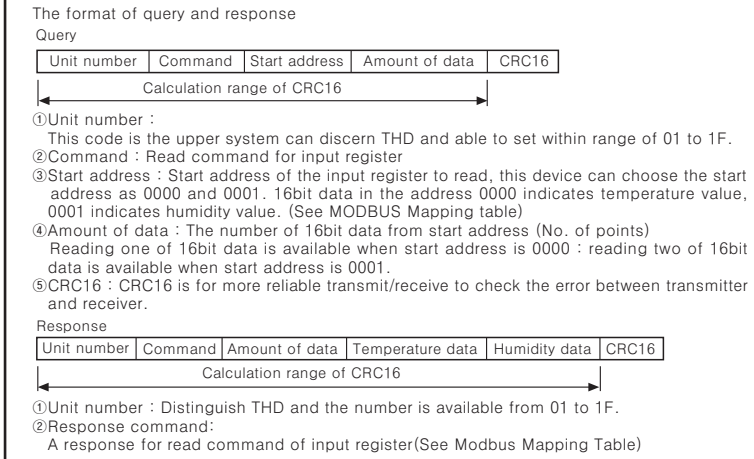 The format of query and response
Query
Unit number Command Start address Amount of data CRC16
Calculation range of CRC16
①Unit number :
This code is the upper system can discern THD and able to set within range of 01 to 1F.
②Command : Read command for input register
③Start address : Start address of the input register to read, this device can choose the start
address as 0000 and 0001. 16bit data in the address 0000 indicates temperature value,
0001 indicates humidity value. (See MODBUS Mapping table)
④Amount of data : The number of 16bit data from start address (No. of points)
Reading one of 16bit data is available when start address is 0000 : reading two of 16bit
data is available when start address is 0001.
⑤CRC16 : CRC16 is for more reliable transmit/receive to check the error between transmitter
and receiver.
Response
Unit number Command Amount of data Temperature data Humidity data CRC16
Calculation range of CRC16
①Unit number : Distinguish THD and the number is available from 01 to 1F.
②Response command:
A response for read command of input register(See Modbus Mapping Table)